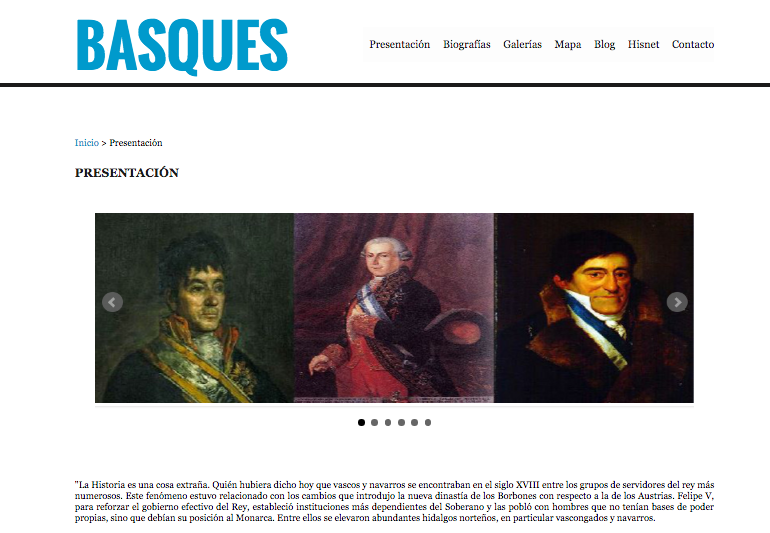 BASQUES
Presentación Biografías Galerías Mapa Blog Hisnet Contacto
Inicio > Presentación
PRESENTACIÓN
"La Historia es una cosa extraña. Quién hubiera dicho hoy que vascos y navarros se encontraban en el siglo XVIII entre los grupos de servidores del rey más
numerosos. Este fenómeno estuvo relacionado con los cambios que introdujo la nueva dinastía de los Borbones con respecto a la de los Austrias. Felipe V,
para reforzar el gobierno efectivo del Rey, estableció instituciones más dependientes del Soberano y las pobló con hombres que no tenían bases de poder
propias, sino que debían su posición al Monarca. Entre ellos se elevaron abundantes hidalgos norteños, en particular vascongados y navarros.